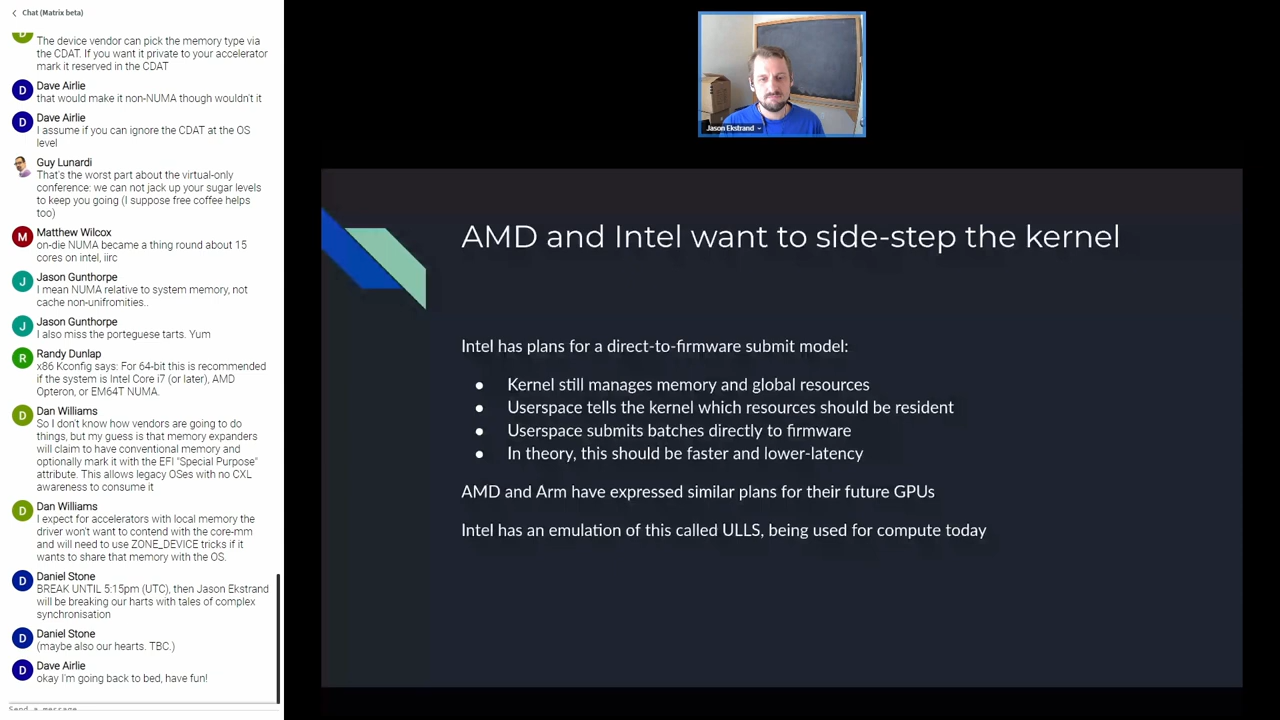 Chat (Matrix beta)
The device vendor can pick the memory type via
the CDAT. If you want it private to your accelerator
mark it reserved in the CDAT
D
Dave Airlie
that would make it non-NUMA though wouldn't it
D
Dave Airlie
I assume if you can ignore the CDAT at the OS
level
Guy Lunardi
That's the worst part about the virtual-only
conference: we can not jack up your sugar levels
to keep you going (I suppose free coffee helps
too)
M
Matthew Wilcox
on-die NUMA became a thing round about 15
cores on intel, iirc
J
Jason Gunthorpe
I mean NUMA relative to system memory, not
cache non-unifromities..
J
Jason Gunthorpe
I also miss the porteguese tarts. Yum
R
Randy Dunlap
x86 Kconfig says: For 64-bit this is recommended
if the system is Intel Core i7 (or later), AMD
Opteron, or EM64T NUMA.
D
Dan Williams
So I don't know how vendors are going to do
things, but my guess is that memory expanders
will claim to have conventional memory and
optionally mark it with the EFI "Special Purpose"
attribute. This allows legacy OSes with no CXL
awareness to consume it
D
Dan Williams
I expect for accelerators with local memory the
driver won't want to contend with the core-mm
and will need to use ZONE_DEVICE tricks if it
wants to share that memory with the OS.
D
Daniel Stone
BREAK UNTIL 5:15pm (UTC), then Jason Ekstrand
will be breaking our harts with tales of complex
synchronisation
D
Daniel Stone
(maybe also our hearts. TBC.)
D
Dave Airlie
okay I'm going back to bed, have fun!
Send a message
Jason Ekstrand
AMD and Intel want to side-step the kernel
Intel has plans for a direct-to-firmware submit model:
● Kernel still manages memory and global resources
● Userspace tells the kernel which resources should be resident
● Userspace submits batches directly to firmware
● In theory, this should be faster and lower-latency
AMD and Arm have expressed similar plans for their future GPUs
Intel has an emulation of this called ULLS, being used for compute today